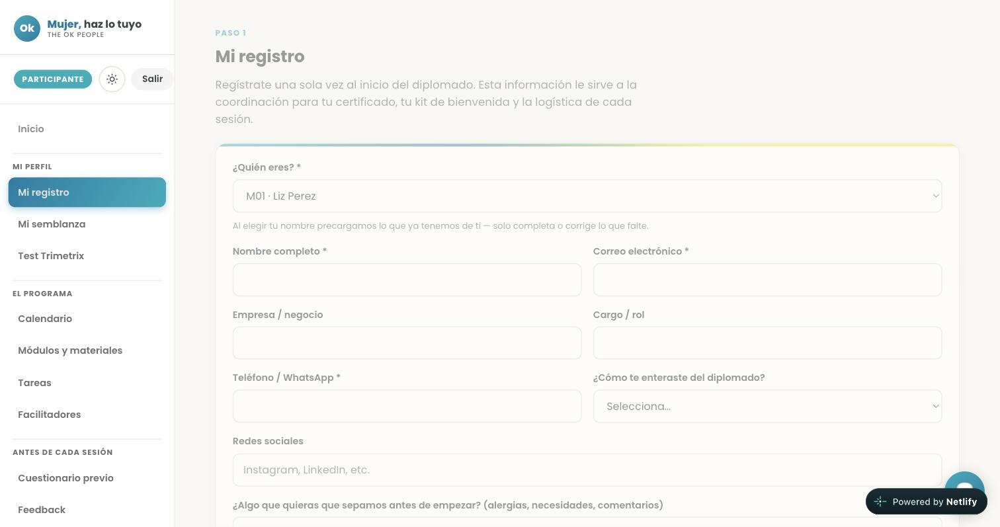 Ok
Mujer, haz lo tuyo
THE OK PEOPLE
PARTICIPANTE
Salir
Inicio
MI PERFIL
Mi registro
Mi semblanza
Test Trimetrix
EL PROGRAMA
Calendario
Módulos y materiales
Tareas
Facilitadores
ANTES DE CADA SESIÓN
Cuestionario previo
Feedback
PASO 1
Mi registro
Regístrate una sola vez al inicio del diplomado. Esta información le sirve a la
coordinación para tu certificado, tu kit de bienvenida y la logística de cada
sesión.
¿Quién eres? *
M01 · Liz Perez
Al elegir tu nombre precargamos lo que ya tenemos de ti — solo completa o corrige lo que falte.
Nombre completo *
Correo electrónico *
Empresa / negocio
Cargo / rol
Teléfono / WhatsApp *
¿Cómo te enteraste del diplomado?
Selecciona...
Redes sociales
Instagram, LinkedIn, etc.
¿Algo que quieras que sepamos antes de empezar? (alergias, necesidades, comentarios)
Powered by Netlify